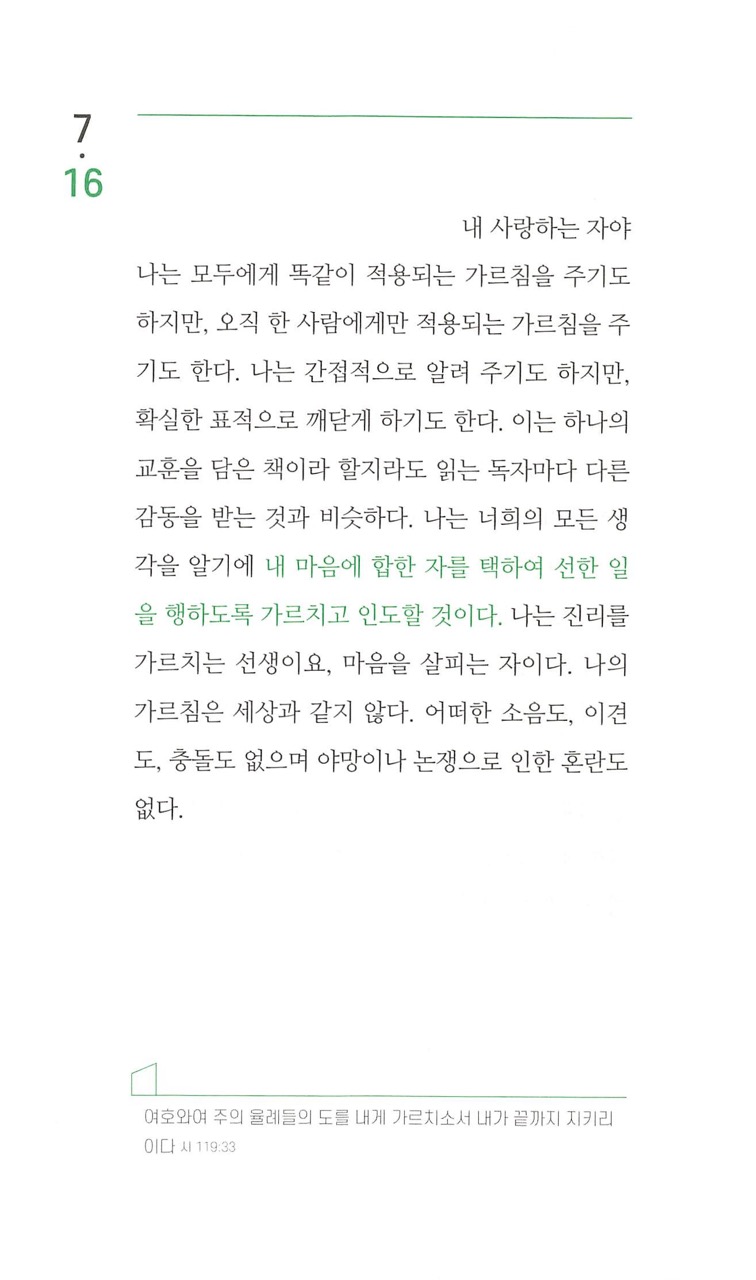 7
·
16
내 사랑하는 자야
나는 모두에게 똑같이 적용되는 가르침을 주기도
하지만, 오직 한 사람에게만 적용되는 가르침을 주
기도 한다. 나는 간접적으로 알려 주기도 하지만,
확실한 표적으로 깨닫게 하기도 한다. 이는 하나의
교훈을 담은 책이라 할지라도 읽는 독자마다 다른
감동을 받는 것과 비슷하다. 나는 너희의 모든 생
각을 알기에 내 마음에 합한 자를 택하여 선한 일
을 행하도록 가르치고 인도할 것이다. 나는 진리를
가르치는 선생이요, 마음을 살피는 자이다. 나의
가르침은 세상과 같지 않다. 어떠한 소음도, 이견
도, 충돌도 없으며 야망이나 논쟁으로 인한 혼란도
없다.
여호와여 주의 율례들의 도를 내게 가르치소서 내가 끝까지 지키리
이다 시 119:33